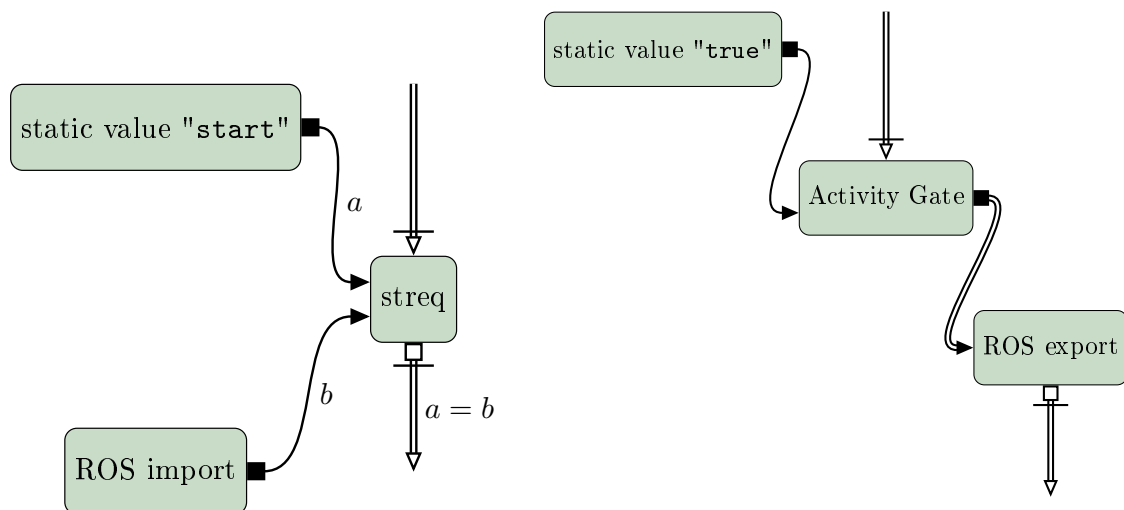 static value "start"
a
streq
b
a = b
ROS import
static value "true"
Activity Gate
ROS export